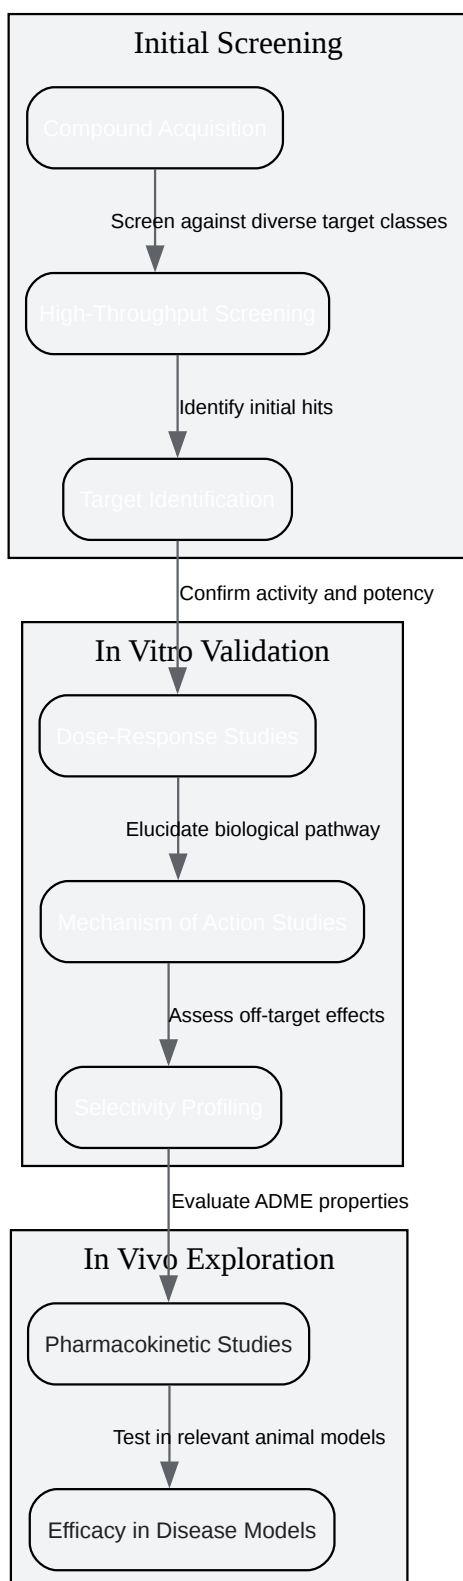 Initial Screening
Compound Acquisition
Screen against diverse target classes
High-Throughput Screening
Identify initial hits
Target Identification
Confirm activity and potency
In Vitro Validation
Dose-Response Studies
Elucidate biological pathway
Mechanism of Action Studies
Assess off-target effects
Selectivity Profiling
Evaluate ADME properties
In Vivo Exploration
Pharmacokinetic Studies
Test in relevant animal models
Efficacy in Disease Models